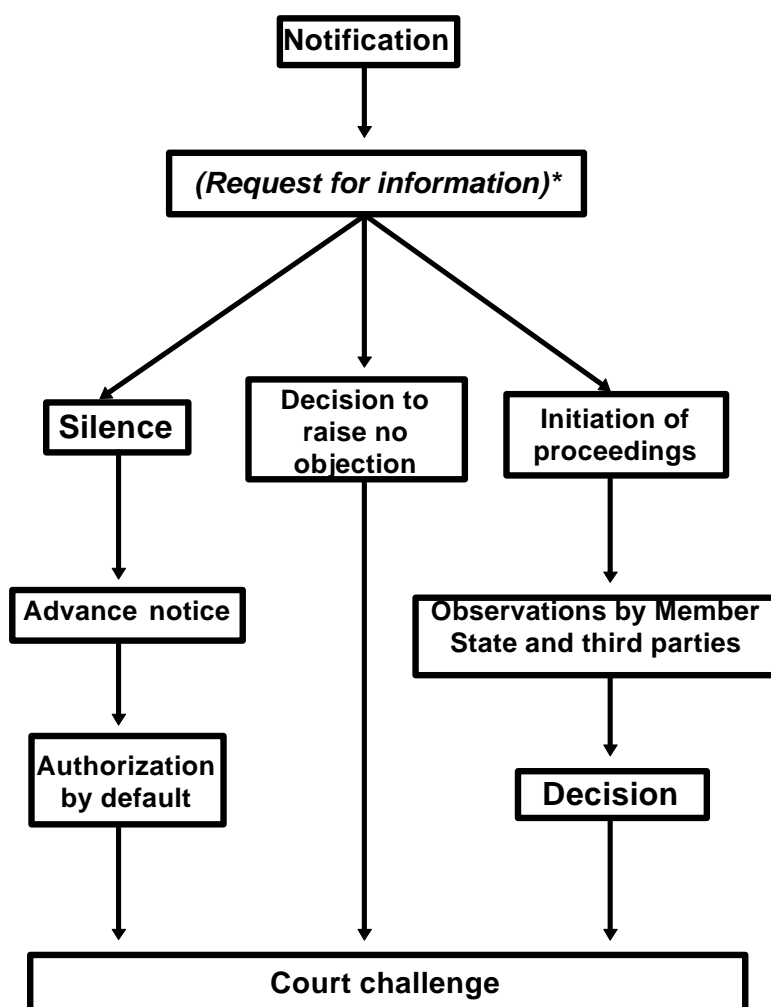 Notification
(Request for information)*
Silence
Decision to
raise no
objection
Initiation of
proceedings
Advance notice
Observations by Member
State and third parties
Authorization
by default
Decision
Court challenge